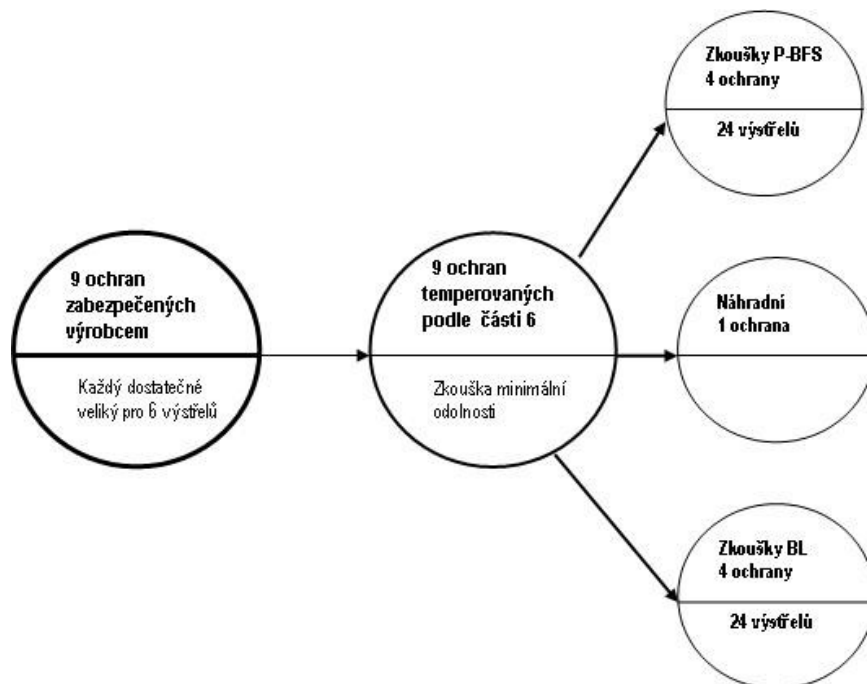 9 ochran
zabezpečených
výrobcem
Každý dostatečné
veliký pro 6 výstřelů
9 ochran
temperovaných
podle části 6
Zkouška minimální
odolnosti
Zkoušky P-BFS
4 ochrany
24 výstřelů
Náhradní
1 ochrana
Zkoušky BL
4 ochrany
24 výstřelů